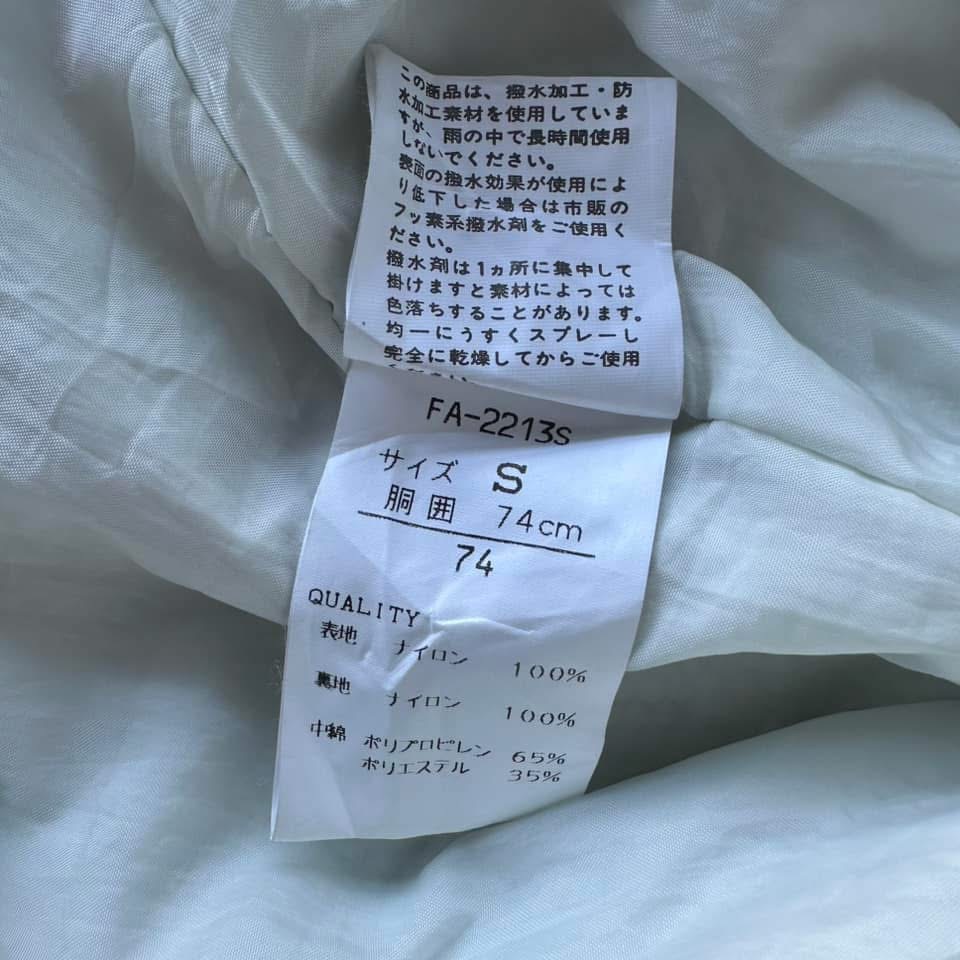 この商品は、撥水加工・防
水加工素材を使用していま
すが、雨の中で長時間使用
しないでください。
表面の撥水効果が使用によ
り低下した場合は市販の
フッ素系撥水剤をご使用く
ださい。
撥水剤は1ヵ所に集中して
掛けますと素材によっては
色落ちすることがあります。
均一にうすくスプレーし
完全に乾燥してからご使用
ください。
FA-2213S
サイズ S
胴囲 74cm
74
QUALITY
表地 ナイロン 100%
裏地 ナイロン 100%
中綿 ポリプロピレン 65%
ポリエステル 35%